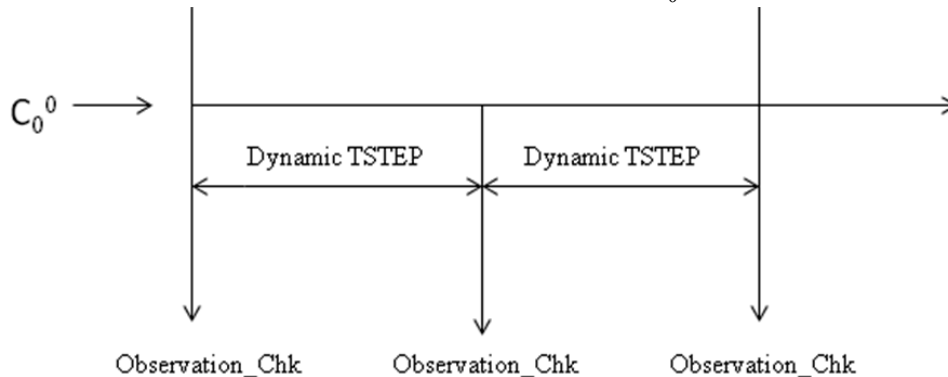 C₀⁰
Dynamic TSTEP Dynamic TSTEP
Observation_Chk Observation_Chk Observation_Chk